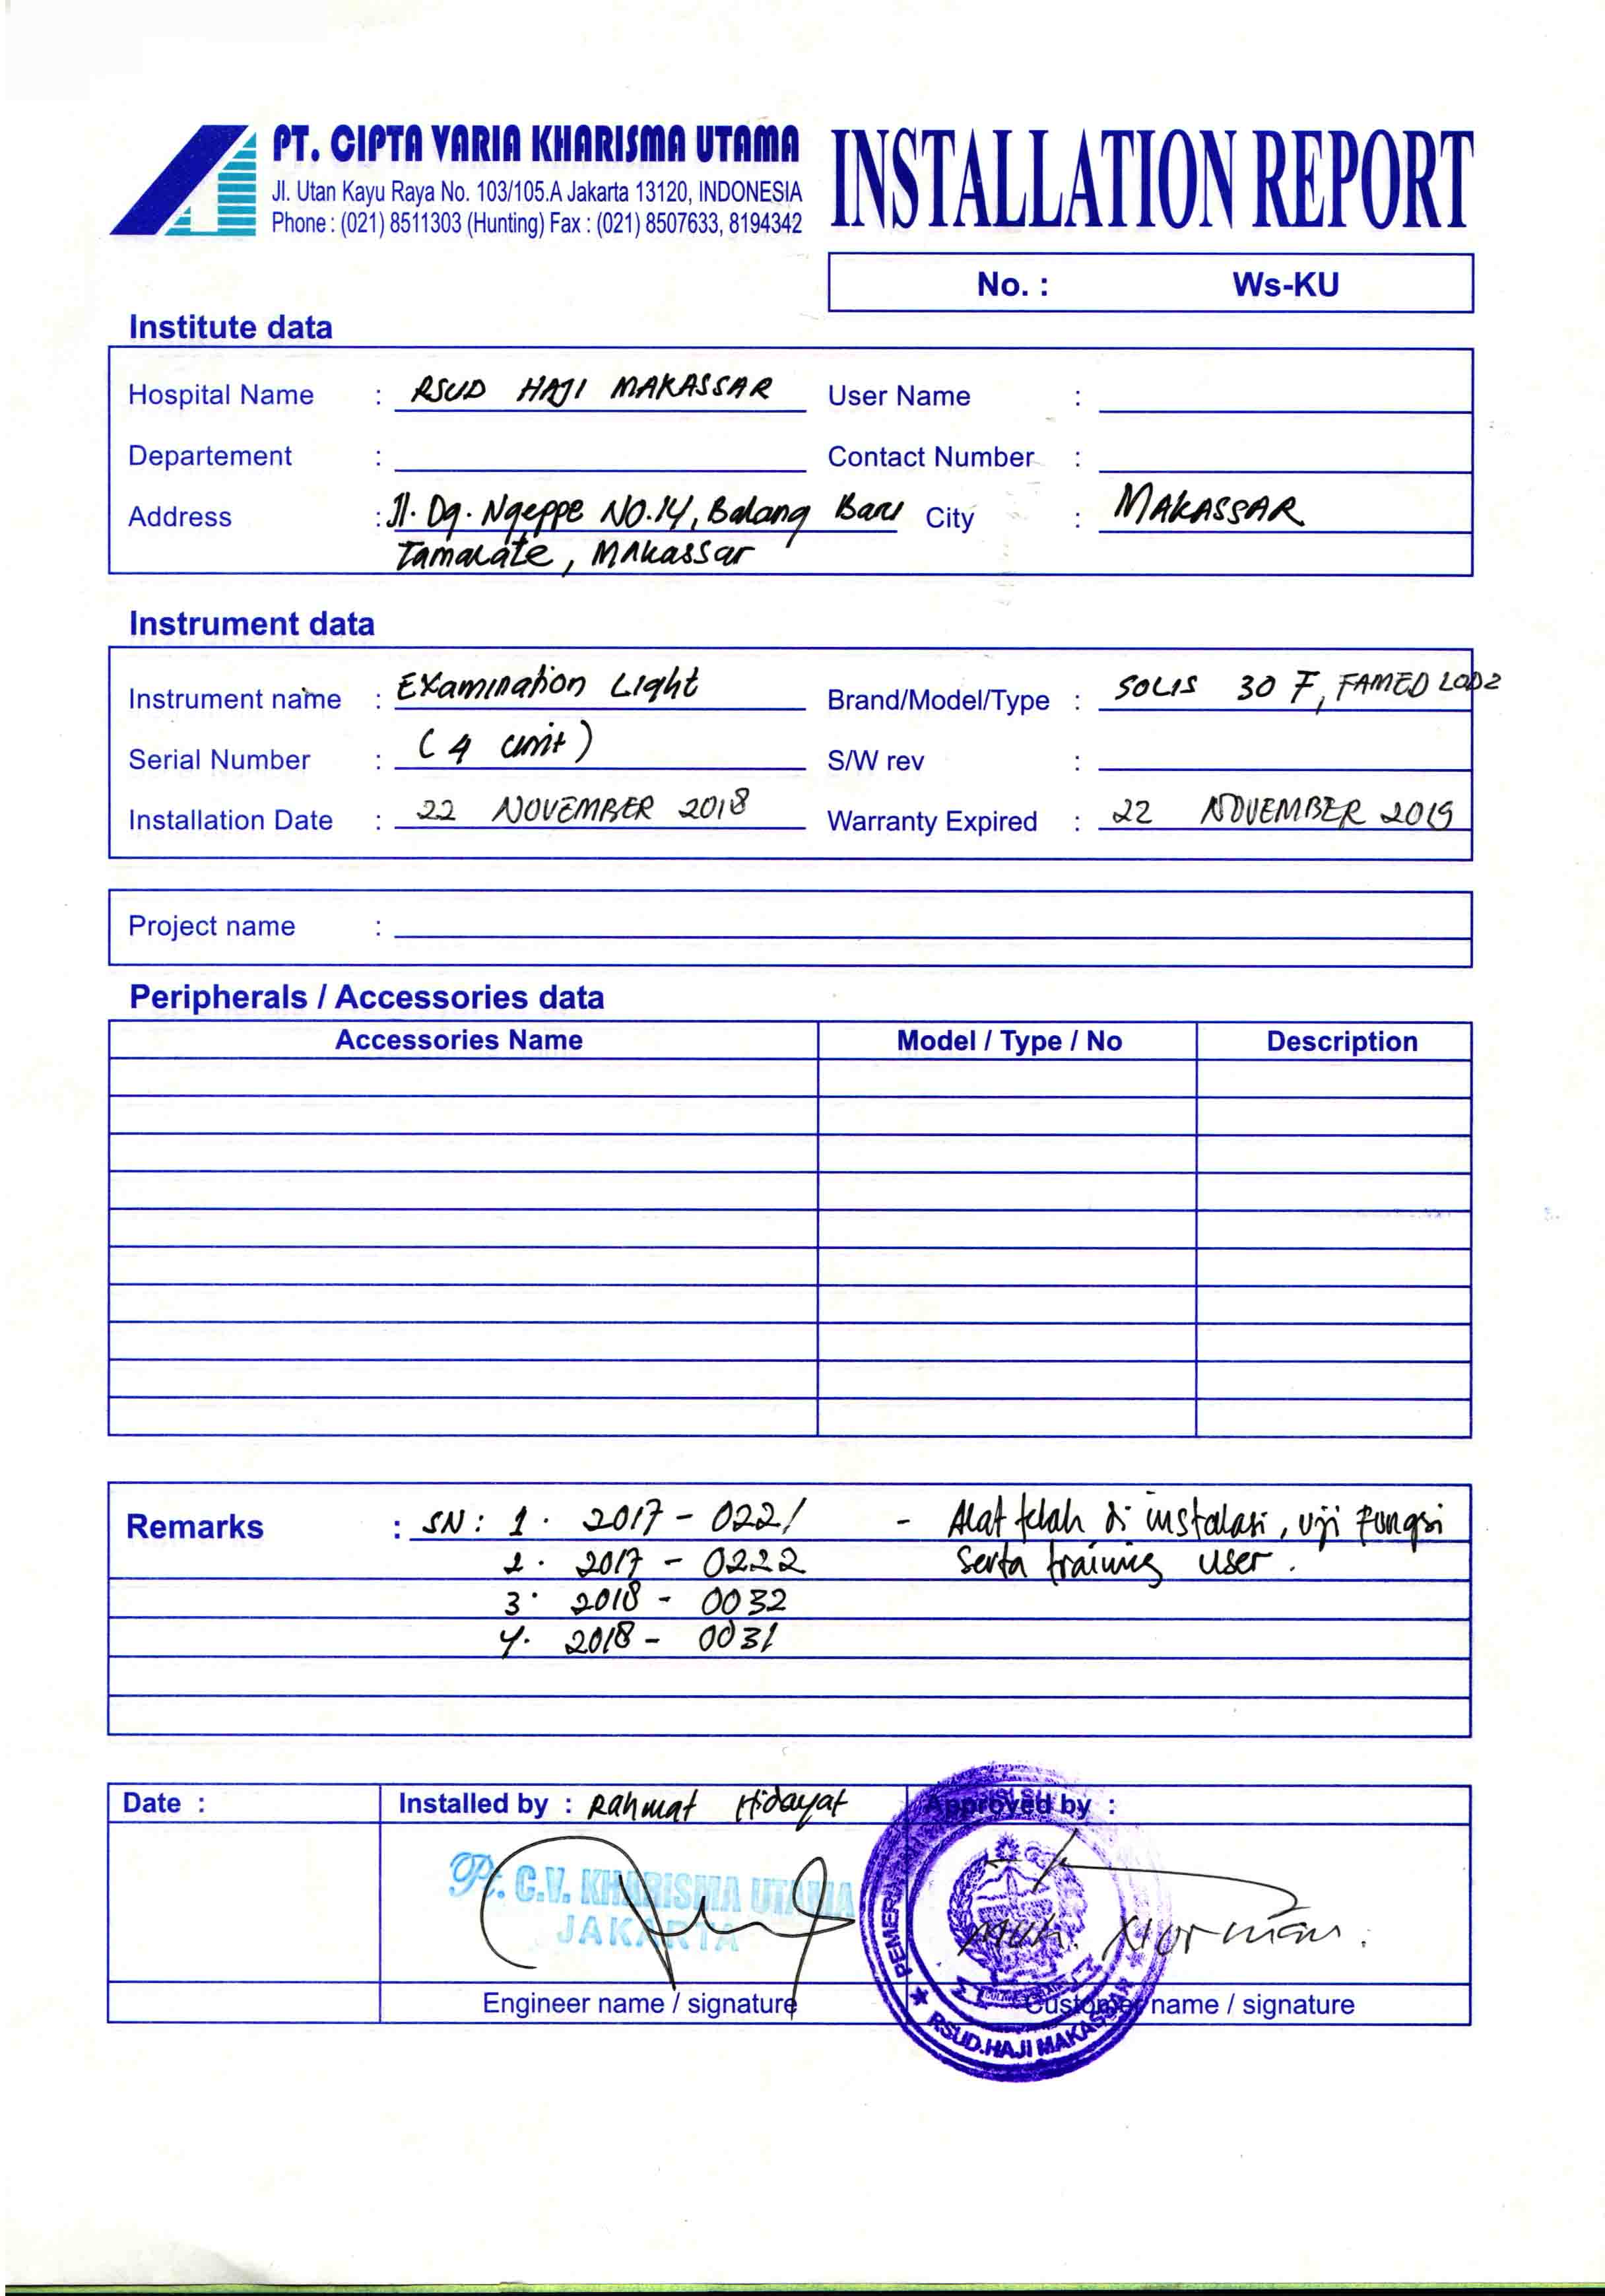 PT. CIPTA VARIA KHARISMA UTAMA
Jl. Utan Kayu Raya No. 103/105.A Jakarta 13120, INDONESIA
Phone : (021) 8511303 (Hunting) Fax : (021) 8507633, 8194342
INSTALLATION REPORT
No. : Ws-KU
Institute data
Hospital Name : RSUD HAJI MAKASSAR User Name :
Departement : Contact Number :
Address : Jl. Dg. Ngeppe NO.14, Balang Baru City : MAKASSAR
Tamalate, Makassar
Instrument data
Instrument name : Examination Light Brand/Model/Type : SOLIS 30 F, FAMED LODZ
Serial Number : ( 4 unit ) S/W rev :
Installation Date : 22 NOVEMBER 2018 Warranty Expired : 22 NOVEMBER 2019
Project name :
Peripherals / Accessories data
Accessories Name Model / Type / No Description
Remarks : SN : 1. 2017 - 0221 - Alat telah di instalasi, uji fungsi
2. 2017 - 0222 serta training user.
3. 2018 - 0032
4. 2018 - 0031
Date : Installed by : Rahmat Hidayat Approved by :
Pt. C.V. KHARISMA UTAMA
JAKARTA
Muh. Nurman.
Engineer name / signature Customer name / signature
RSUD.HAJI MAKASSAR